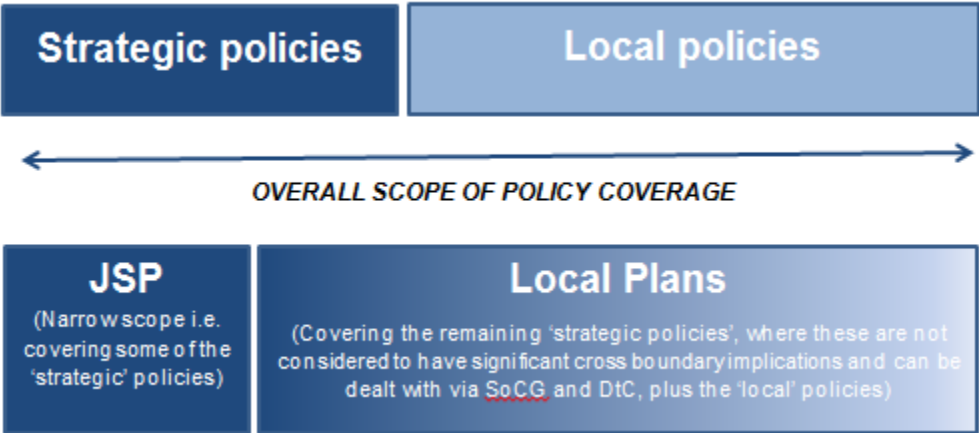 Strategic policies
Local policies
OVERALL SCOPE OF POLICY COVERAGE
JSP
(Narrow scope i.e.
covering some of the
‘strategic’ policies)
Local Plans
(Covering the remaining ‘strategic policies’, where these are not
considered to have significant cross boundary implications and can be
dealt with via SoCG and DtC, plus the ‘local’ policies)